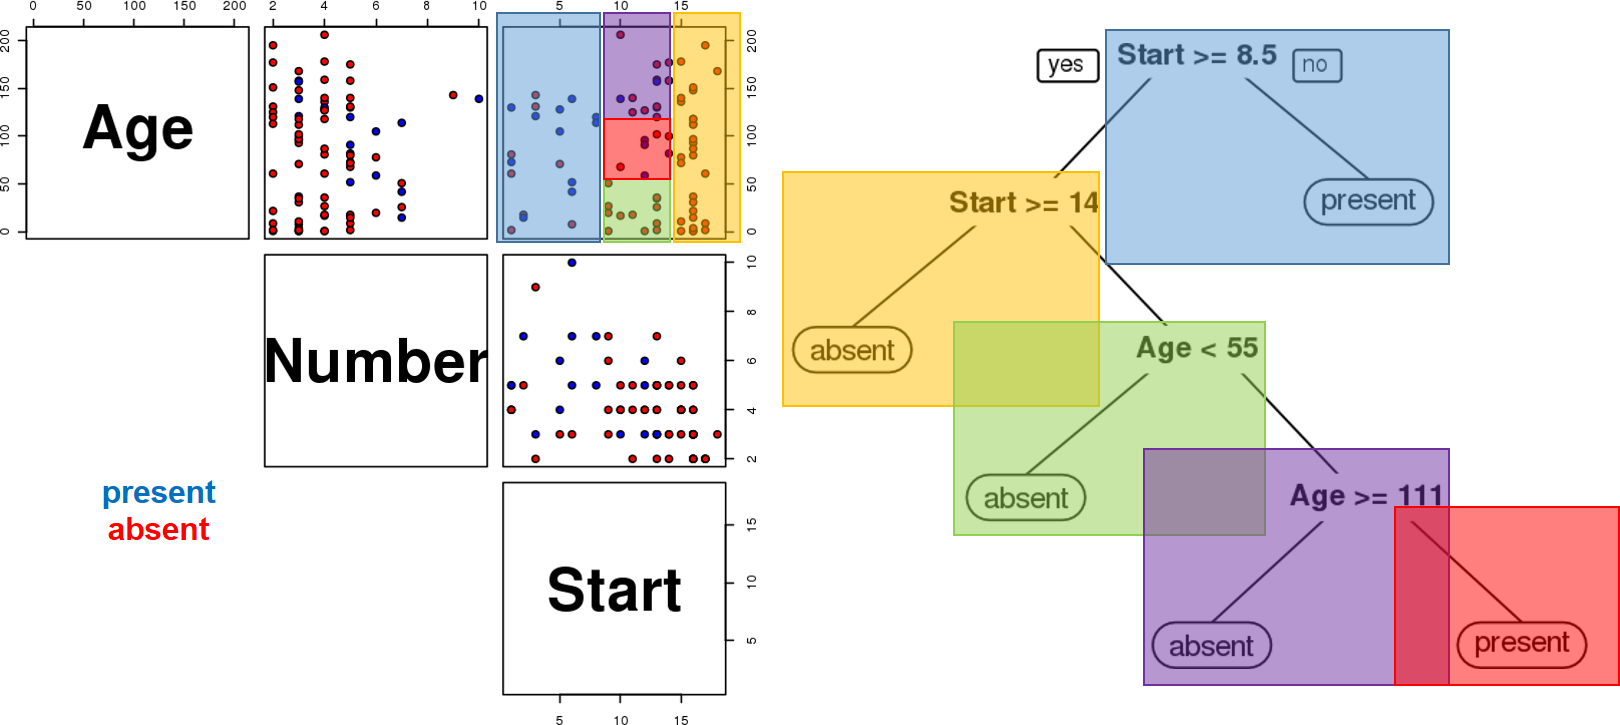 0 50 100 150 200 2 4 6 8 10 5 10 15
Age
0 50 100 150 200
0 50 100 150 200
Number
2 4 6 8 10
present
absent
Start
5 10 15
5 10 15
yes
Start >= 8.5
no
Start >= 14
present
absent
Age < 55
absent
Age >= 111
absent
present